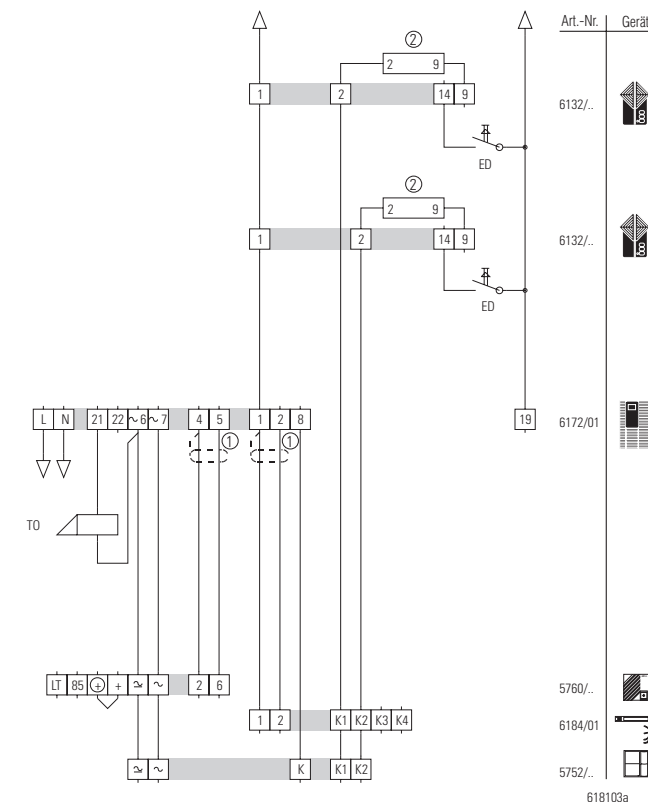 Art.-Nr. Gerät
2
2 9
1 2 14 9 6132/..
ED
2
2 9
1 2 14 9 6132/..
ED
L N 21 22 ~6 ~7 4 5 1 2 8 19 6172/01
1 1
TO
LT 85 + + ~ ~ 2 6 5760/..
1 2 K1 K2 K3 K4 6184/01
~ ~ K K1 K2 5752/..
618103a